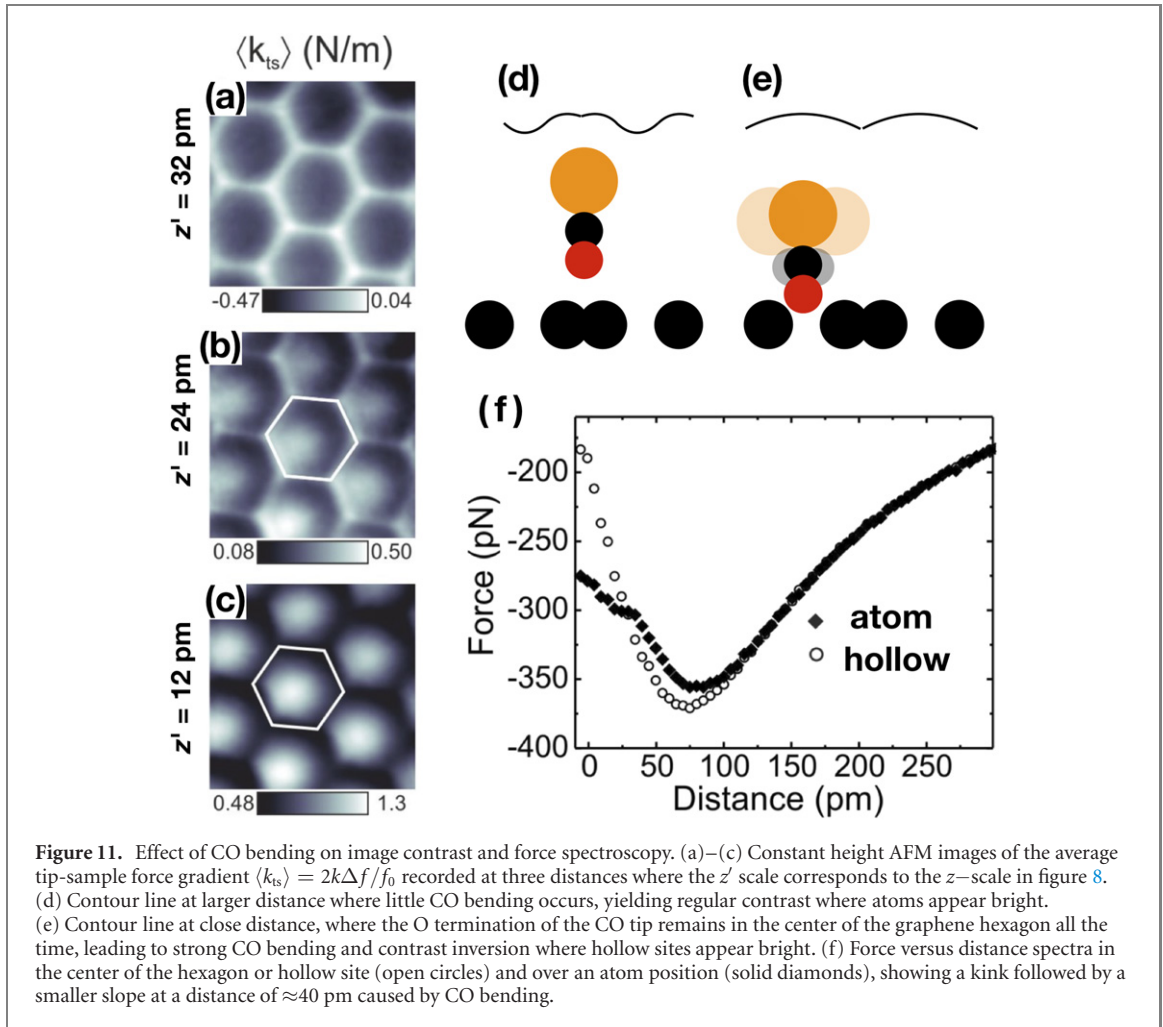 ⟨k_ts⟩ (N/m)
(a)
z' = 32 pm
-0.47 0.04
(b)
z' = 24 pm
0.08 0.50
(c)
z' = 12 pm
0.48 1.3
(d)
(e)
(f)
Force (pN)
-200
-250
-300
-350
-400
atom
hollow
0 50 100 150 200 250
Distance (pm)
Figure 11. Effect of CO bending on image contrast and force spectroscopy. (a)–(c) Constant height AFM images of the average
tip-sample force gradient ⟨k_ts⟩ = 2kΔf/f_0 recorded at three distances where the z′ scale corresponds to the z−scale in figure 8.
(d) Contour line at larger distance where little CO bending occurs, yielding regular contrast where atoms appear bright.
(e) Contour line at close distance, where the O termination of the CO tip remains in the center of the graphene hexagon all the
time, leading to strong CO bending and contrast inversion where hollow sites appear bright. (f) Force versus distance spectra in
the center of the hexagon or hollow site (open circles) and over an atom position (solid diamonds), showing a kink followed by a
smaller slope at a distance of ≈40 pm caused by CO bending.